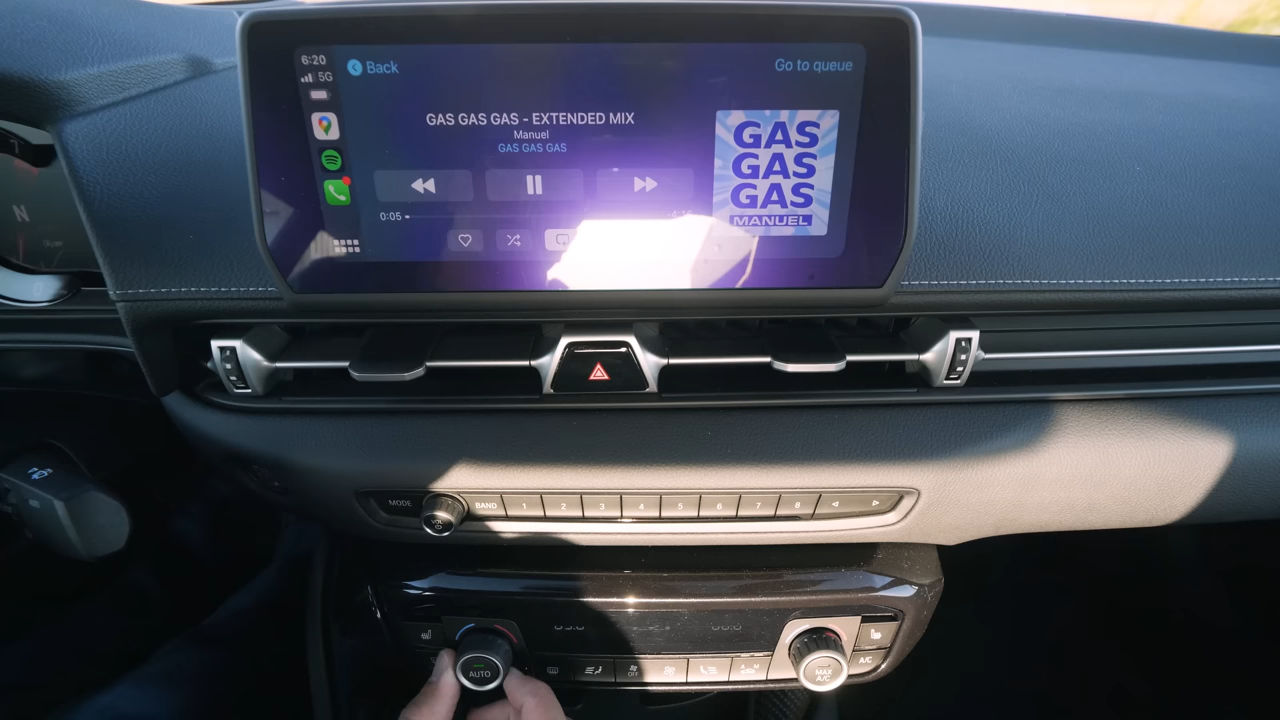 6:20
5G
Back
Go to queue
GAS GAS GAS - EXTENDED MIX
Manuel
GAS GAS GAS
0:05
GAS
GAS
GAS
MANUEL
N
MODE
VOL
BAND 1 2 3 4 5 6 7 8
AUTO
OFF
MAX
A/C
A/C